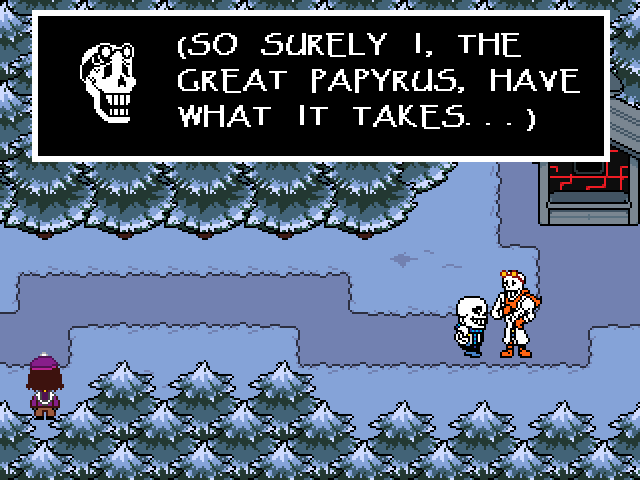 (SO SURELY I, THE
GREAT PAPYRUS, HAVE
WHAT IT TAKES...)